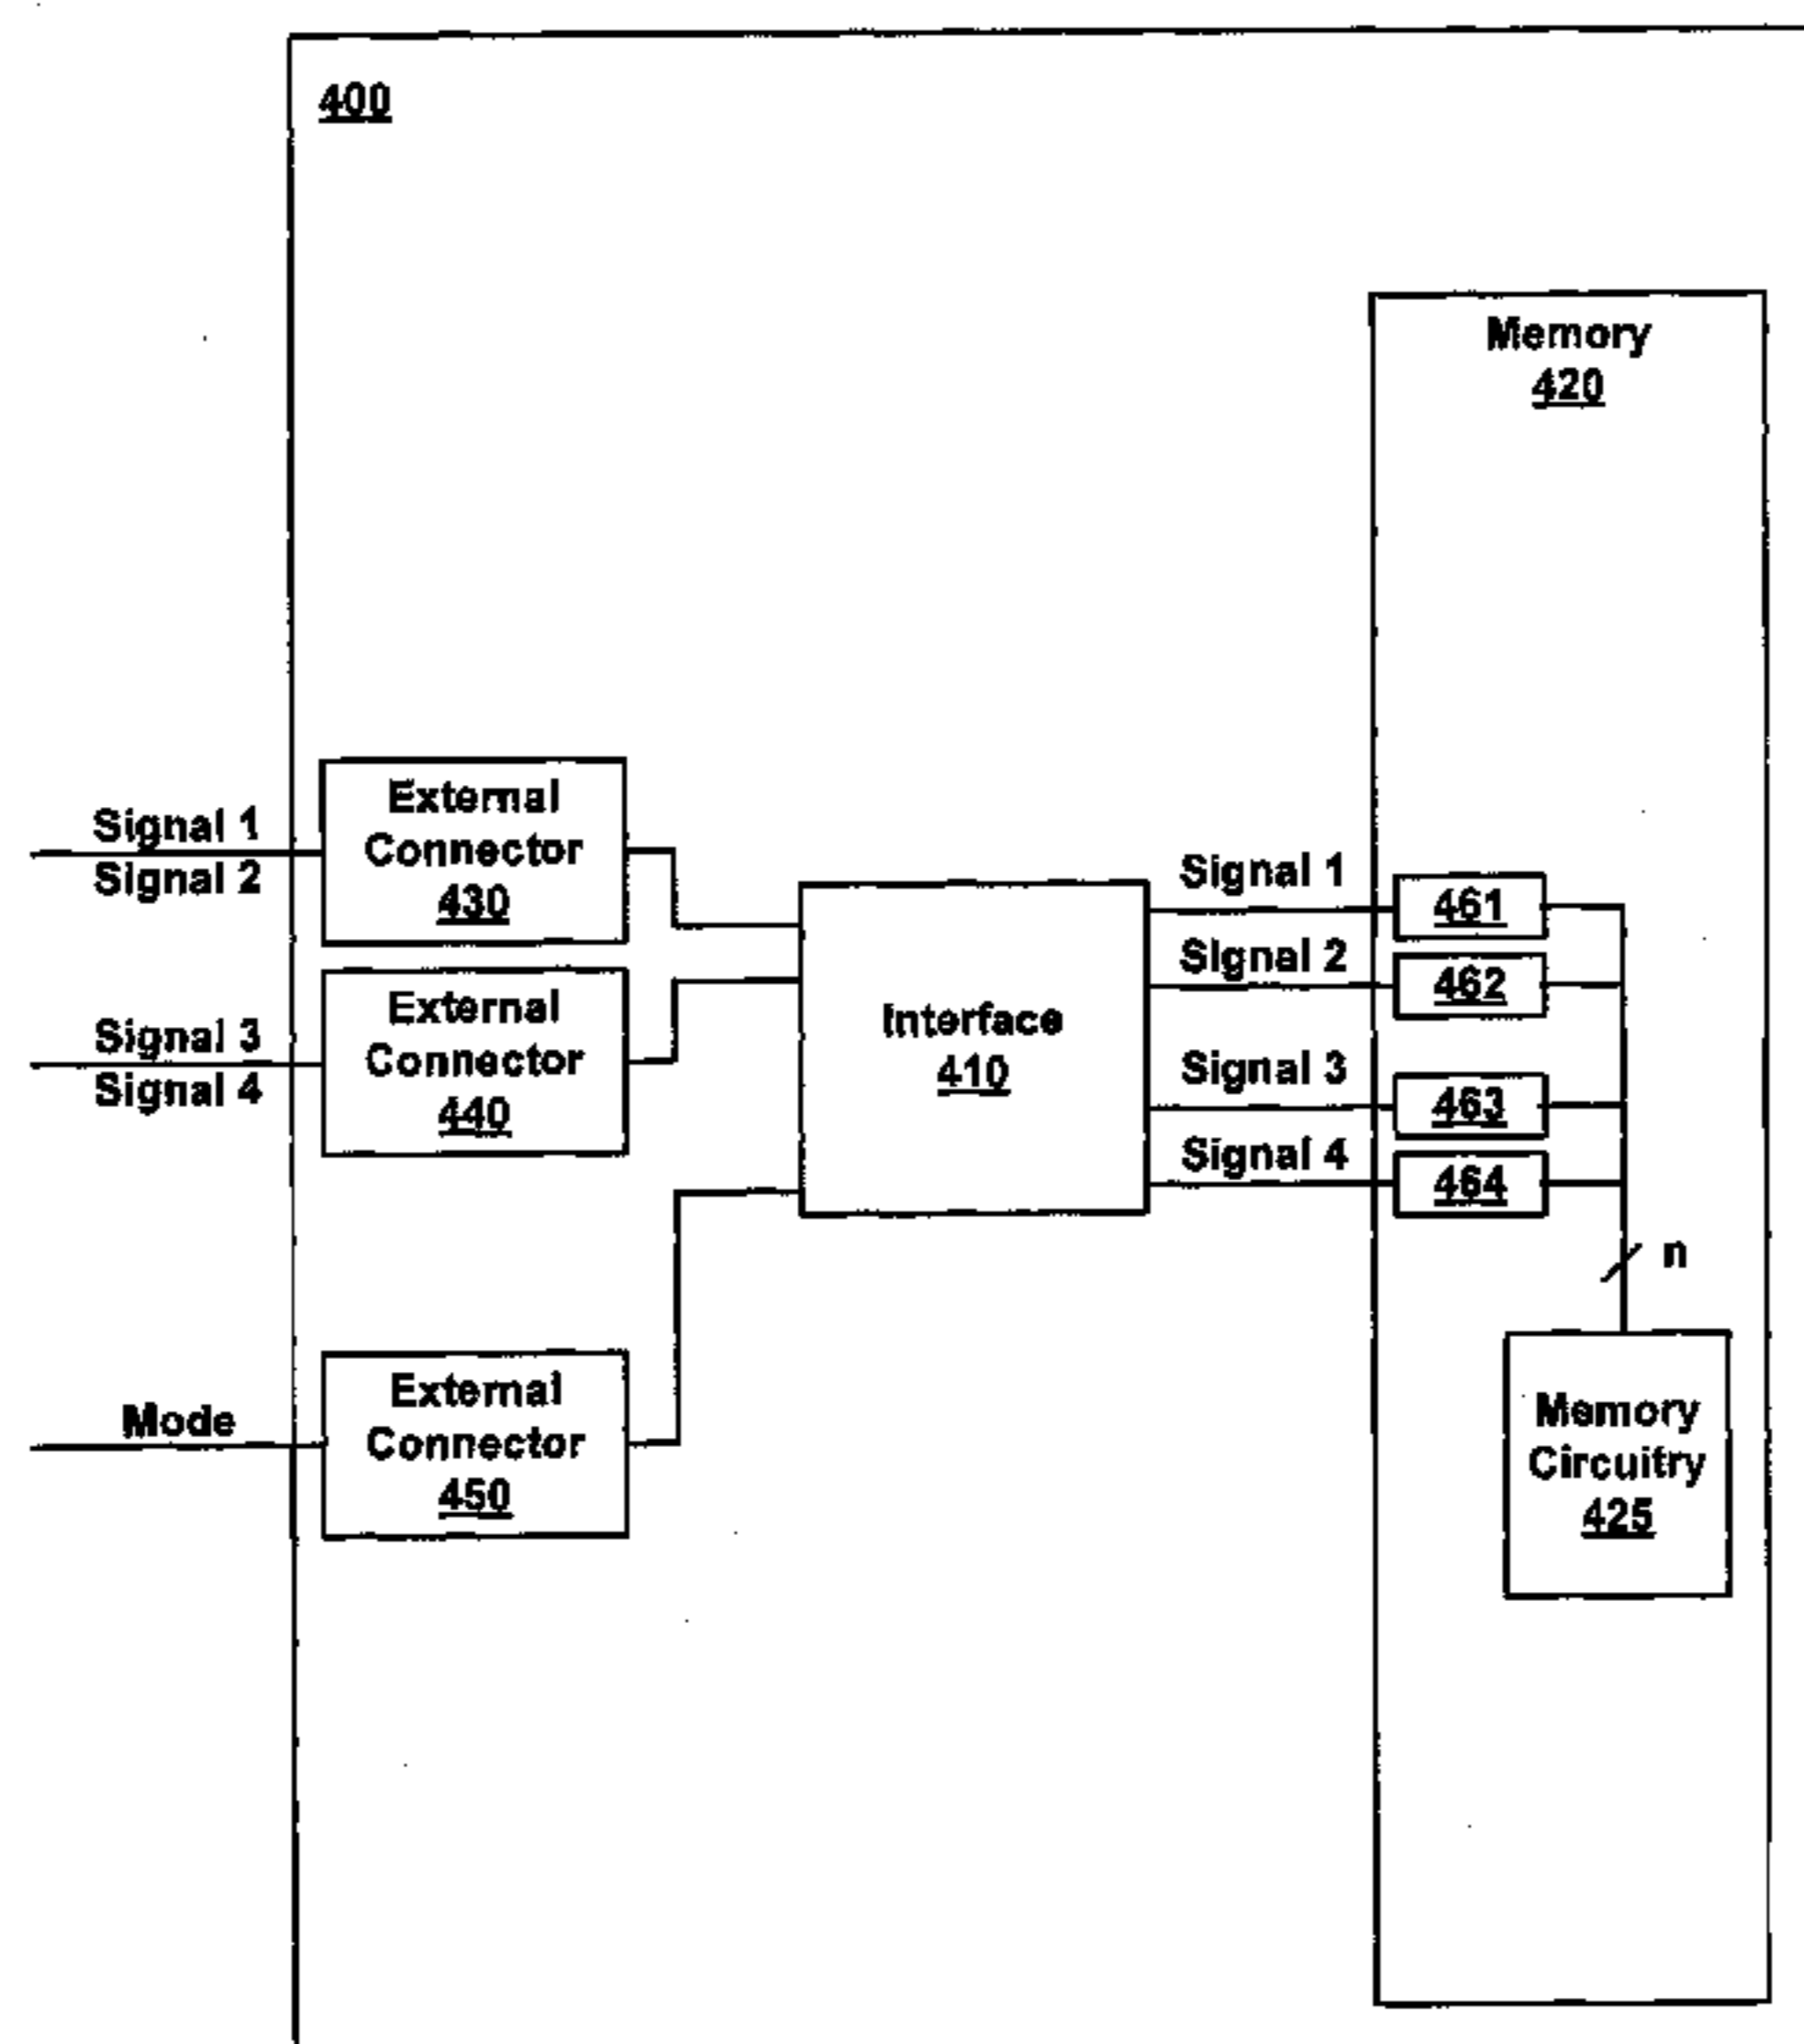 400
Memory
420
External
Connector
430
Signal 1
Signal 2
External
Connector
440
Signal 3
Signal 4
External
Connector
450
Mode
Interface
410
Signal 1
Signal 2
Signal 3
Signal 4
461
462
463
464
n
Memory
Circuitry
425